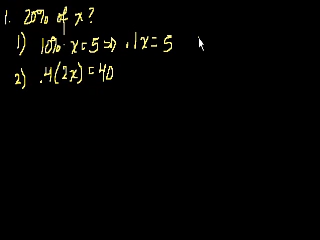 1. 20% of x?
1) 10% x = 5 ⇒ .1x = 5
2) .4(2x) = 40